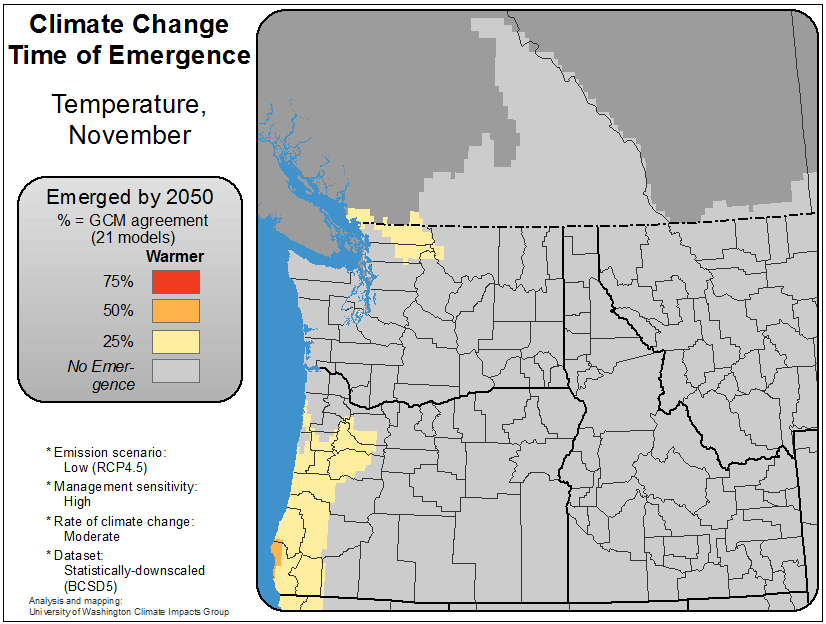 Climate Change
Time of Emergence
Temperature,
November
Emerged by 2050
% = GCM agreement
(21 models)
Warmer
75%
50%
25%
No Emer-
gence
* Emission scenario:
Low (RCP4.5)
* Management sensitivity:
High
* Rate of climate change:
Moderate
* Dataset:
Statistically-downscaled
(BCSD5)
Analysis and mapping:
University of Washington Climate Impacts Group